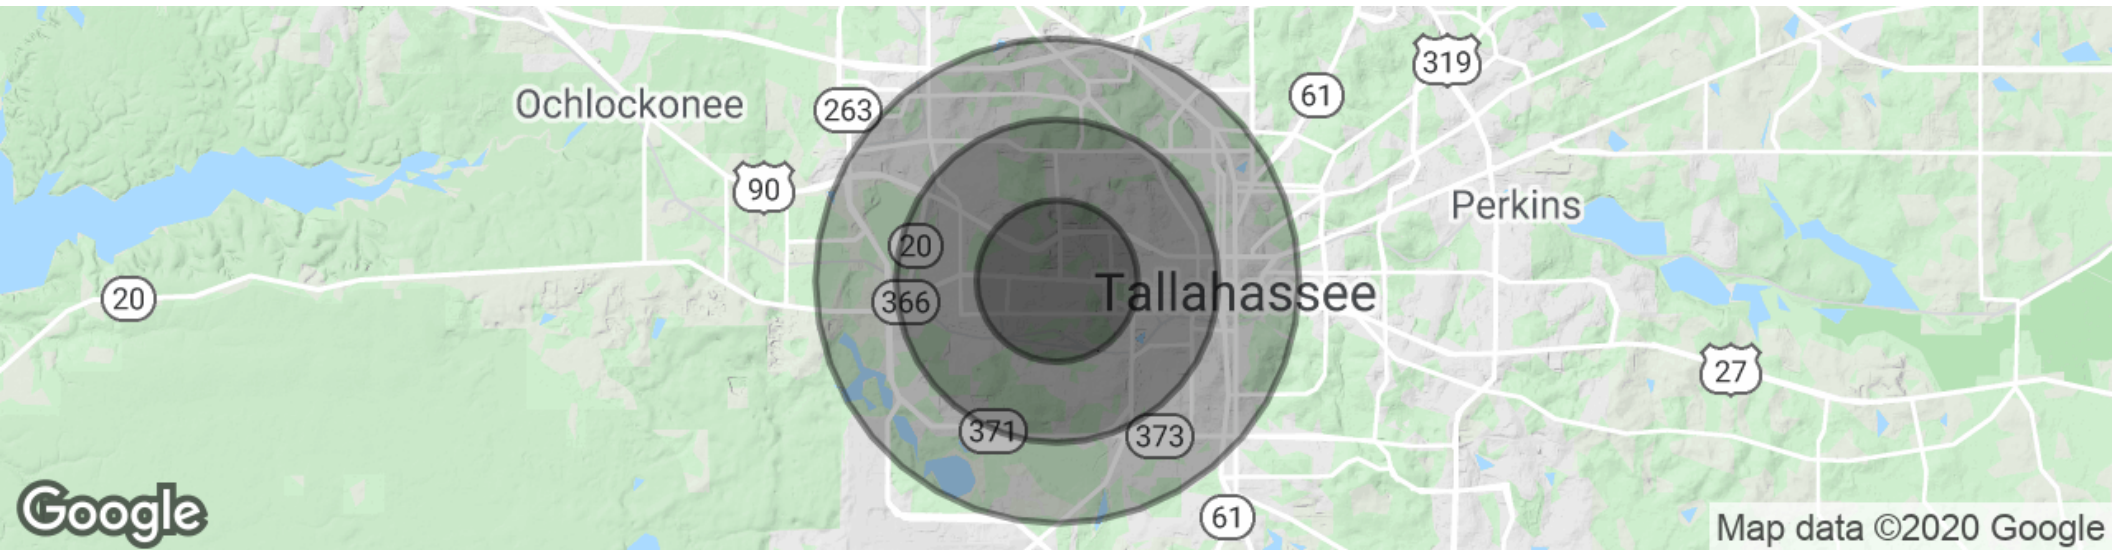 319
61
Ochlockonee
263
90
Perkins
20
20
Tallahassee
366
27
371
373
Google
61
Map data ©2020 Google